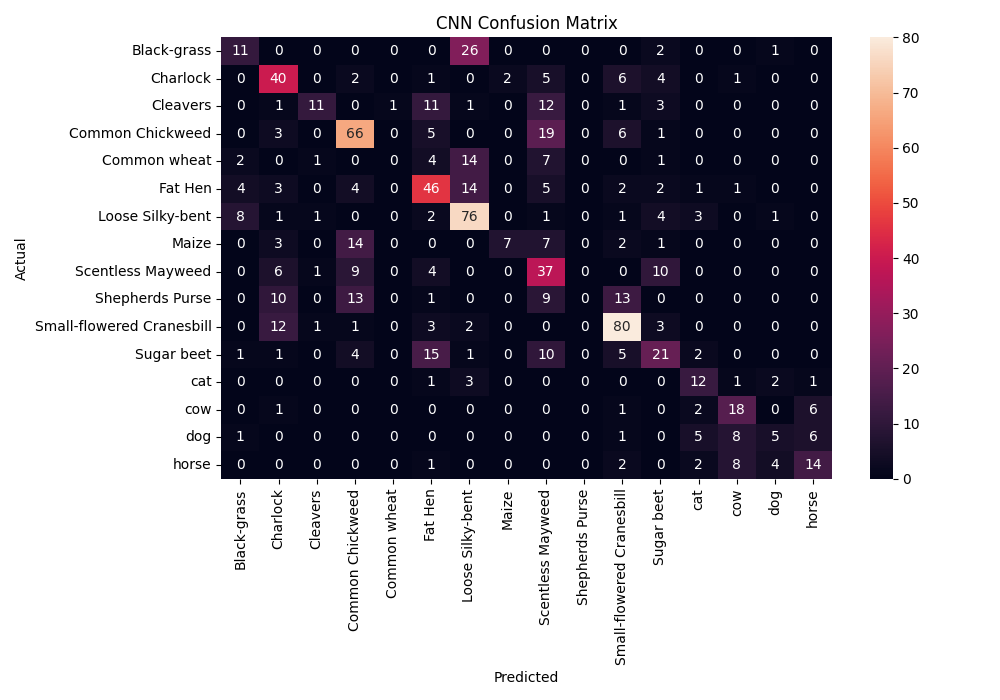 CNN Confusion Matrix
Black-grass 11 0 0 0 0 0 26 0 0 0 0 2 0 0 1 0
Charlock 0 40 0 2 0 1 0 2 5 0 6 4 0 1 0 0
Cleavers 0 1 11 0 1 11 1 0 12 0 1 3 0 0 0 0
Common Chickweed 0 3 0 66 0 5 0 0 19 0 6 1 0 0 0 0
Common wheat 2 0 1 0 0 4 14 0 7 0 0 1 0 0 0 0
Fat Hen 4 3 0 4 0 46 14 0 5 0 2 2 1 1 0 0
Loose Silky-bent 8 1 1 0 0 2 76 0 1 0 1 4 3 0 1 0
Maize 0 3 0 14 0 0 0 7 7 0 2 1 0 0 0 0
Scentless Mayweed 0 6 1 9 0 4 0 0 37 0 0 10 0 0 0 0
Shepherds Purse 0 10 0 13 0 1 0 0 9 0 13 0 0 0 0 0
Small-flowered Cranesbill 0 12 1 1 0 3 2 0 0 0 80 3 0 0 0 0
Sugar beet 1 1 0 4 0 15 1 0 10 0 5 21 2 0 0 0
cat 0 0 0 0 0 1 3 0 0 0 0 0 12 1 2 1
cow 0 1 0 0 0 0 0 0 0 0 1 0 2 18 0 6
dog 1 0 0 0 0 0 0 0 0 0 1 0 5 8 5 6
horse 0 0 0 0 0 1 0 0 0 0 2 0 2 8 4 14
Actual
Black-grass
Charlock
Cleavers
Common Chickweed
Common wheat
Fat Hen
Loose Silky-bent
Maize
Scentless Mayweed
Shepherds Purse
Small-flowered Cranesbill
Sugar beet
cat
cow
dog
horse
Predicted
80
70
60
50
40
30
20
10
0